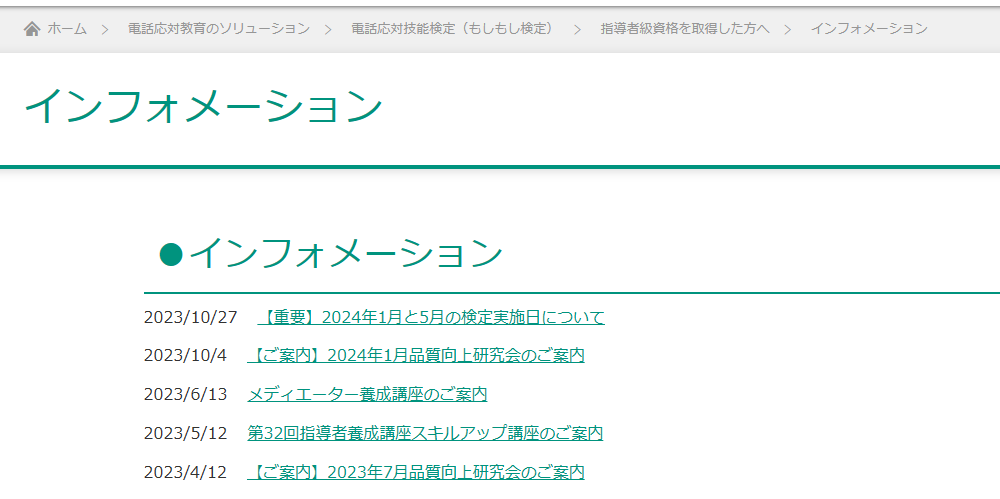 ホーム > 電話応対教育のソリューション > 電話応対技能検定（もしもし検定） > 指導者級資格を取得した方へ > インフォメーション
インフォメーション
●インフォメーション
2023/10/27 【重要】2024年1月と5月の検定実施日について
2023/10/4 【ご案内】2024年1月品質向上研究会のご案内
2023/6/13 メディエーター養成講座のご案内
2023/5/12 第32回指導者養成講座スキルアップ講座のご案内
2023/4/12 【ご案内】2023年7月品質向上研究会のご案内